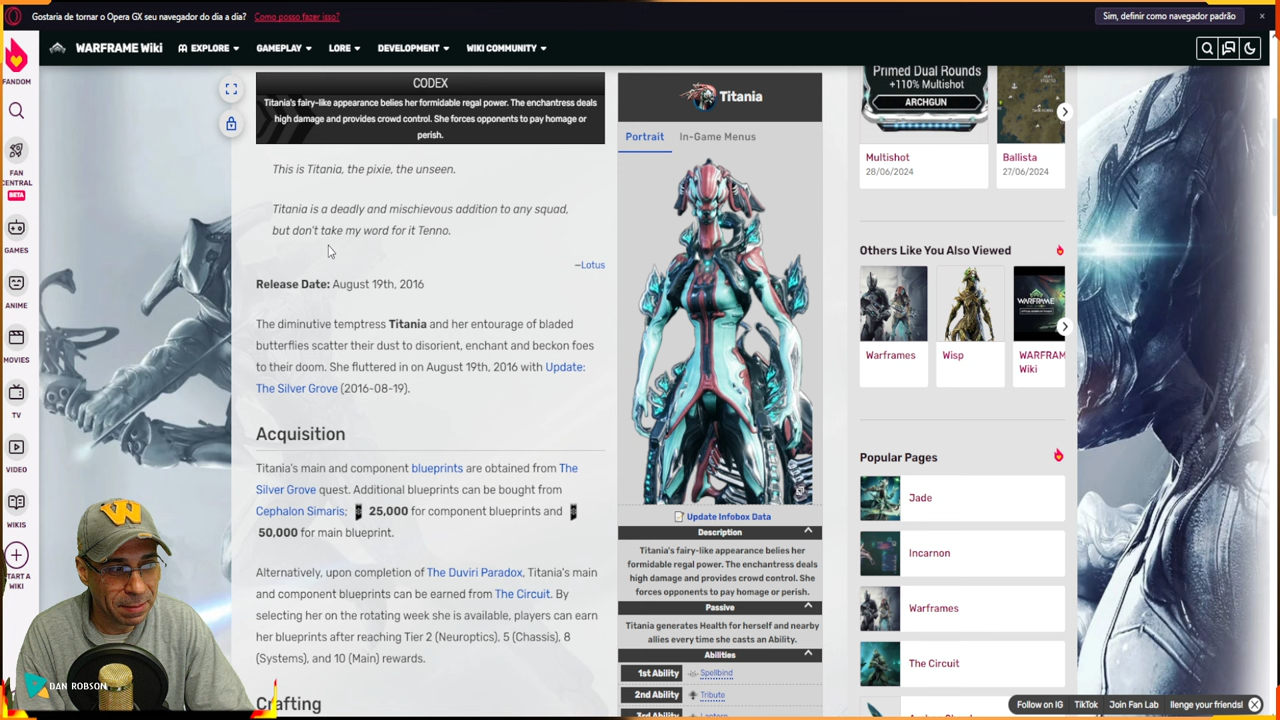 Gostaria de tornar o Opera GX seu navegador do dia a dia?
Como posso fazer isso?
Sim, definir como navegador padrão
WARFRAME Wiki
EXPLORE
GAMEPLAY
LORE
DEVELOPMENT
WIKI COMMUNITY
FANDOM
FAN
CENTRAL
BETA
GAMES
ANIME
MOVIES
TV
VIDEO
WIKIS
START A
WIKI
CODEX
Titania's fairy-like appearance belies her formidable regal power. The enchantress deals
high damage and provides crowd control. She forces opponents to pay homage or
perish.
This is Titania, the pixie, the unseen.
Titania is a deadly and mischievous addition to any squad,
but don't take my word for it Tenno.
–Lotus
Release Date: August 19th, 2016
The diminutive temptress Titania and her entourage of bladed
butterflies scatter their dust to disorient, enchant and beckon foes
to their doom. She fluttered in on August 19th, 2016 with Update:
The Silver Grove (2016-08-19).
Acquisition
Titania's main and component blueprints are obtained from The
Silver Grove quest. Additional blueprints can be bought from
Cephalon Simaris; 25,000 for component blueprints and
50,000 for main blueprint.
Alternatively, upon completion of The Duviri Paradox, Titania's main
and component blueprints can be earned from The Circuit. By
selecting her on the rotating week she is available, players can earn
her blueprints after reaching Tier 2 (Neuroptics), 5 (Chassis), 8
(Systems), and 10 (Main) rewards.
Crafting
Titania
Portrait
In-Game Menus
Update Infobox Data
Description
Titania's fairy-like appearance belies her
formidable regal power. The enchantress deals
high damage and provides crowd control. She
forces opponents to pay homage or perish.
Passive
Titania generates Health for herself and nearby
allies every time she casts an Ability.
Abilities
1st Ability
Spellbind
2nd Ability
Tribute
3rd Ability
Lantern
Primed Dual Rounds
+110% Multishot
ARCHGUN
Multishot
28/06/2024
Ballista
27/06/2024
Others Like You Also Viewed
WARFRAME
Warframes
Wisp
WARFRAM
Wiki
Popular Pages
Jade
Incarnon
Warframes
The Circuit
Follow on IG
TikTok
Join Fan Lab
llenge your friends!
W
DAN ROBSON